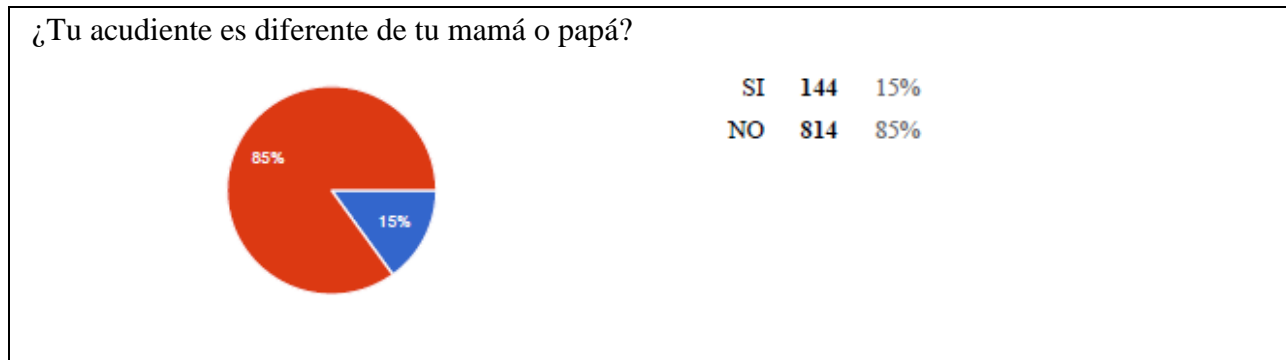 ¿Tu acudiente es diferente de tu mamá o papá?
SI 144 15%
NO 814 85%
85%
15%